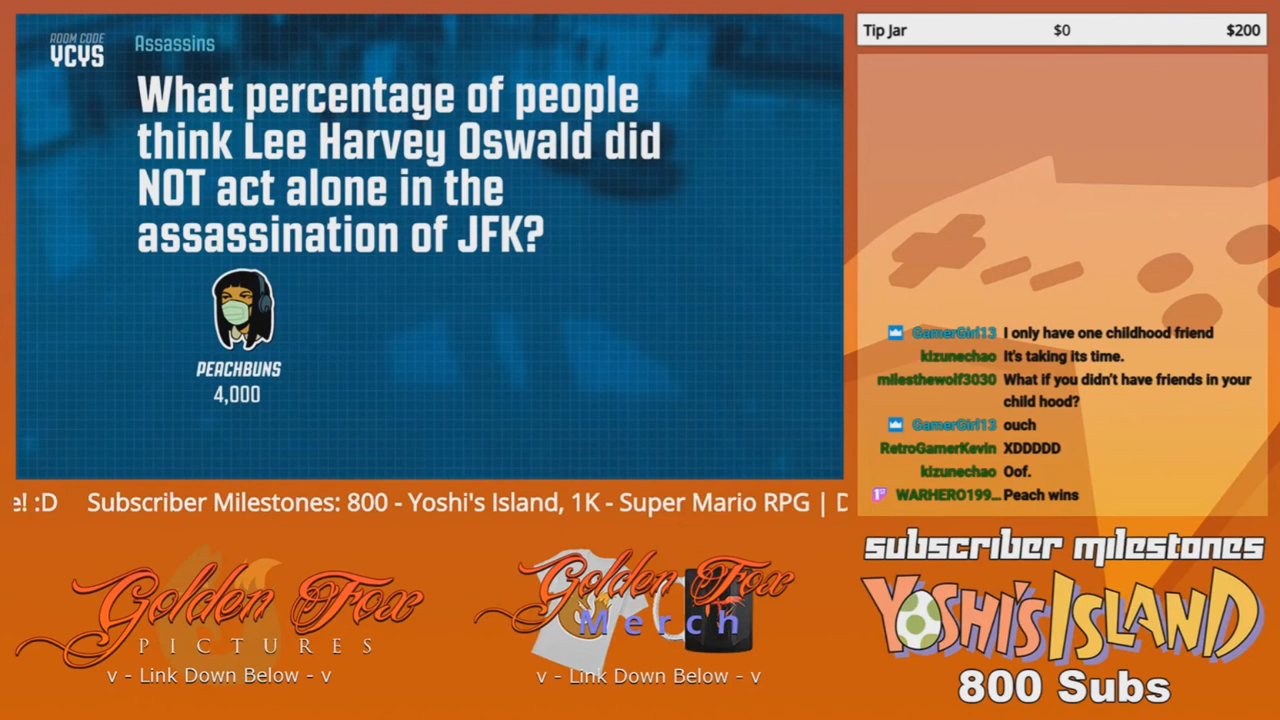 ROOM CODE
YCYS
Assassins
What percentage of people
think Lee Harvey Oswald did
NOT act alone in the
assassination of JFK?
PEACHBUNS
4,000
Tip Jar $0 $200
GamerGirl13 I only have one childhood friend
kizunechao It's taking its time.
milesthewolf3030 What if you didn't have friends in your
child hood?
GamerGirl13 ouch
RetroGamerKevin XDDDDD
kizunechao Oof.
WARHERO199... Peach wins
e! :D Subscriber Milestones: 800 - Yoshi's Island, 1K - Super Mario RPG | D
Golden Fox
PICTURES
v - Link Down Below - v
Golden Fox
Merch
v - Link Down Below - v
subscriber milestones
YOSHI'S ISLAND
800 Subs